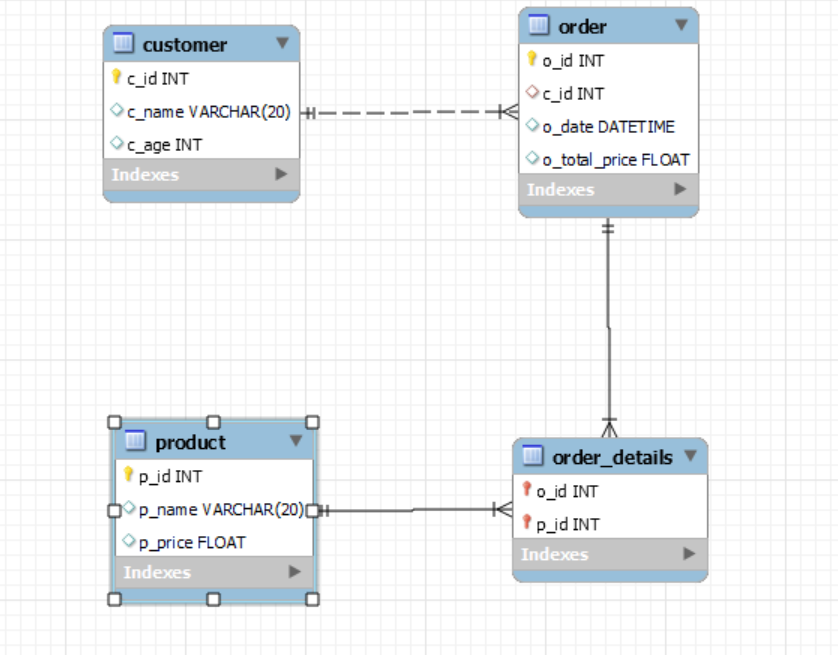 customer
c_id INT
c_name VARCHAR(20)
c_age INT
Indexes
order
o_id INT
c_id INT
o_date DATETIME
o_total_price FLOAT
Indexes
product
p_id INT
p_name VARCHAR(20)
p_price FLOAT
Indexes
order_details
o_id INT
p_id INT
Indexes